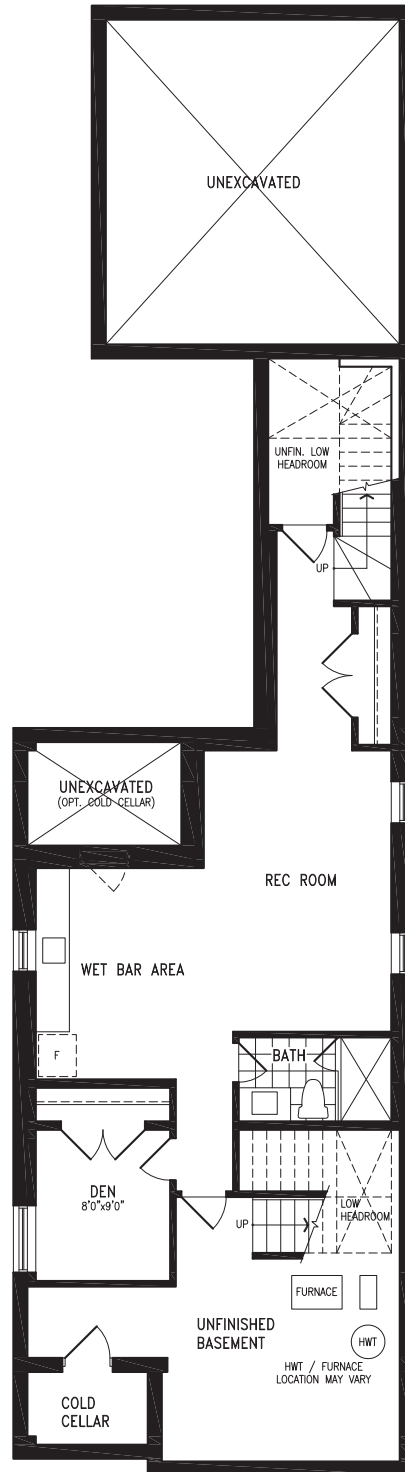 UNEXCAVATED
UNFIN. LOW
HEADROOM
UP
UNEXCAVATED
(OPT. COLD CELLAR)
REC ROOM
WET BAR AREA
F
BATH
DEN
8'0"x9'0"
LOW
HEADROOM
UP
FURNACE
UNFINISHED
BASEMENT
HWT
HWT / FURNACE
LOCATION MAY VARY
COLD
CELLAR